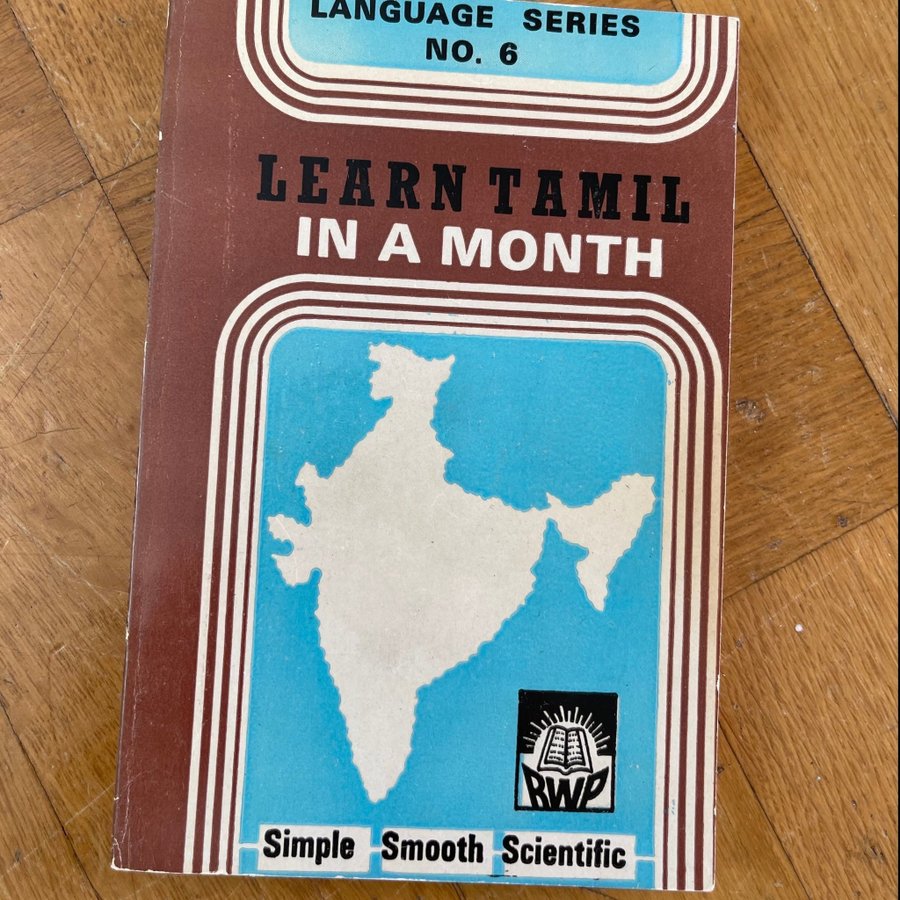 LANGUAGE SERIES
NO. 6
LEARN TAMIL
IN A MONTH
RWP
Simple Smooth Scientific